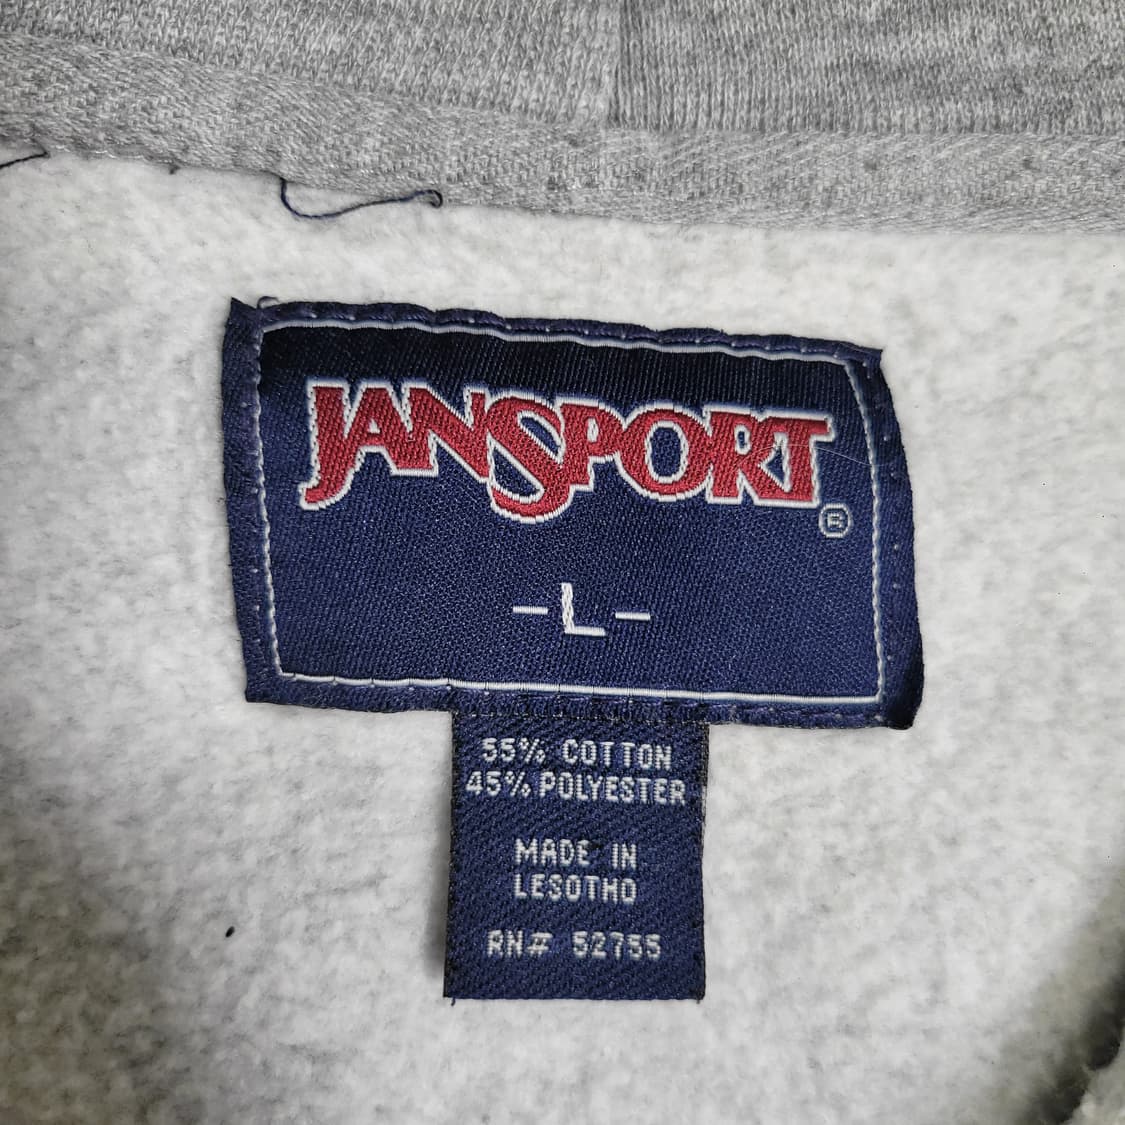 JANSPORT®
-L-
55% COTTON
45% POLYESTER
MADE IN
LESOTHO
RN# 52755